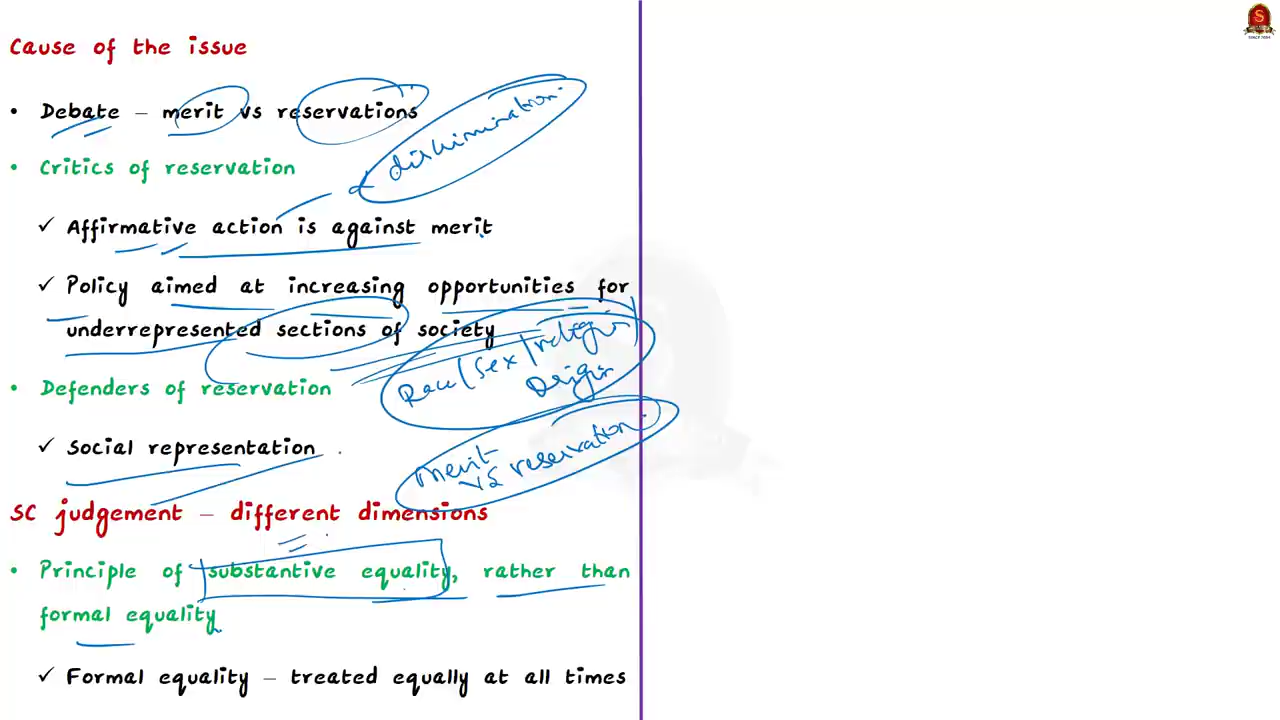 Cause of the issue
• Debate – merit vs reservations
discrimination
• Critics of reservation
✓ Affirmative action is against merit
✓ Policy aimed at increasing opportunities for
underrepresented sections of society
Race/Sex/religion/
Origin
• Defenders of reservation
✓ Social representation
merit
vs reservation
SC judgement – different dimensions
• Principle of substantive equality, rather than
formal equality
✓ Formal equality – treated equally at all times
S